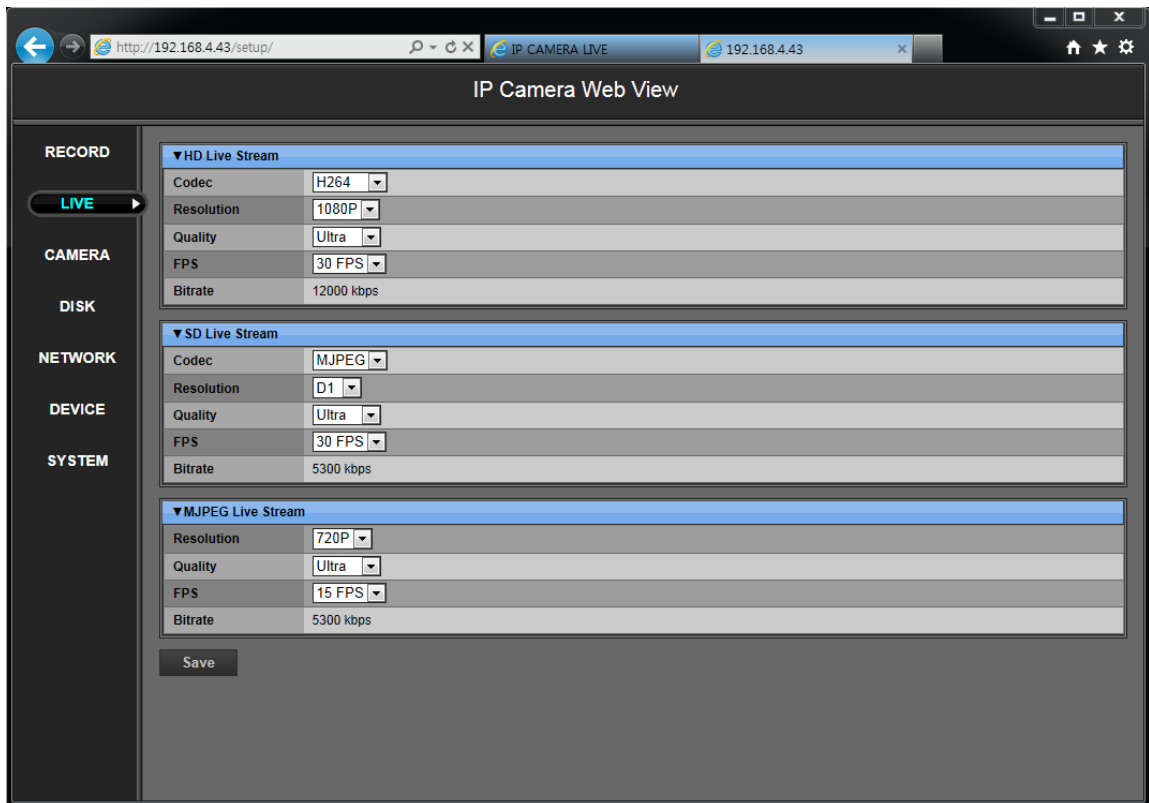 http://192.168.4.43/setup/
IP CAMERA LIVE
192.168.4.43
IP Camera Web View
RECORD
LIVE
CAMERA
DISK
NETWORK
DEVICE
SYSTEM
▼HD Live Stream
Codec H264
Resolution 1080P
Quality Ultra
FPS 30 FPS
Bitrate 12000 kbps
▼SD Live Stream
Codec MJPEG
Resolution D1
Quality Ultra
FPS 30 FPS
Bitrate 5300 kbps
▼MJPEG Live Stream
Resolution 720P
Quality Ultra
FPS 15 FPS
Bitrate 5300 kbps
Save